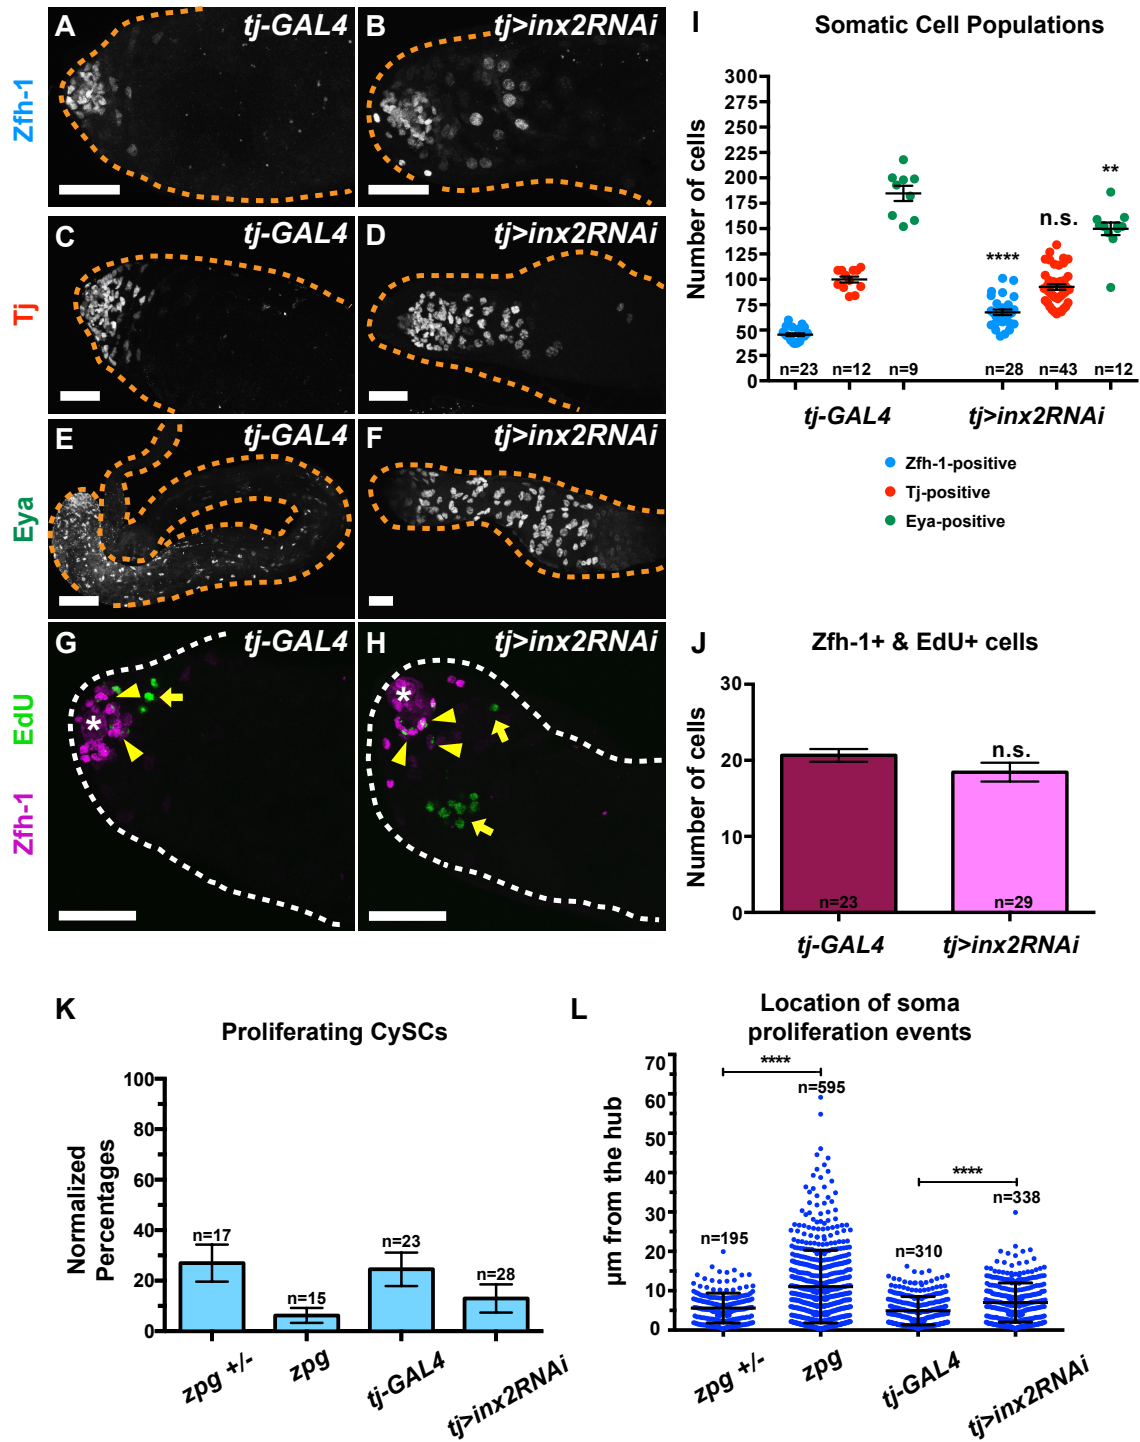 A tj-GAL4
B tj>inx2RNAi
Zfh-1
C tj-GAL4
D tj>inx2RNAi
Tj
E tj-GAL4
F tj>inx2RNAi
Eya
G tj-GAL4
H tj>inx2RNAi
Zfh-1 EdU
*
*
I Somatic Cell Populations
Number of cells
300
275
250
225
200
175
150
125
100
75
50
25
0
****
n.s.
**
n=23 n=12 n=9 n=28 n=43 n=12
tj-GAL4 tj>inx2RNAi
Zfh-1-positive
Tj-positive
Eya-positive
J Zfh-1+ & EdU+ cells
Number of cells
30
20
10
0
n.s.
n=23 n=29
tj-GAL4 tj>inx2RNAi
K Proliferating CySCs
Normalized
Percentages
100
80
60
40
20
0
n=17 n=15 n=23 n=28
zpg +/- zpg tj-GAL4 tj>inx2RNAi
L Location of soma
proliferation events
µm from the hub
70
60
50
40
30
20
10
0
****
****
n=195 n=595 n=310 n=338
zpg +/- zpg tj-GAL4 tj>inx2RNAi